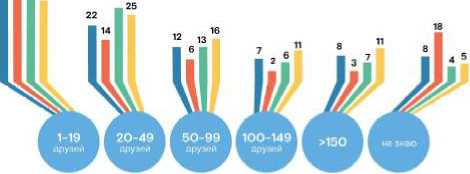 22 14 25
12 6 13 16
7 2 6 11
8 3 7 11
8 18 4 5
1-19
друзей
20-49
друзей
50-99
друзей
100-149
друзей
>150
не знаю